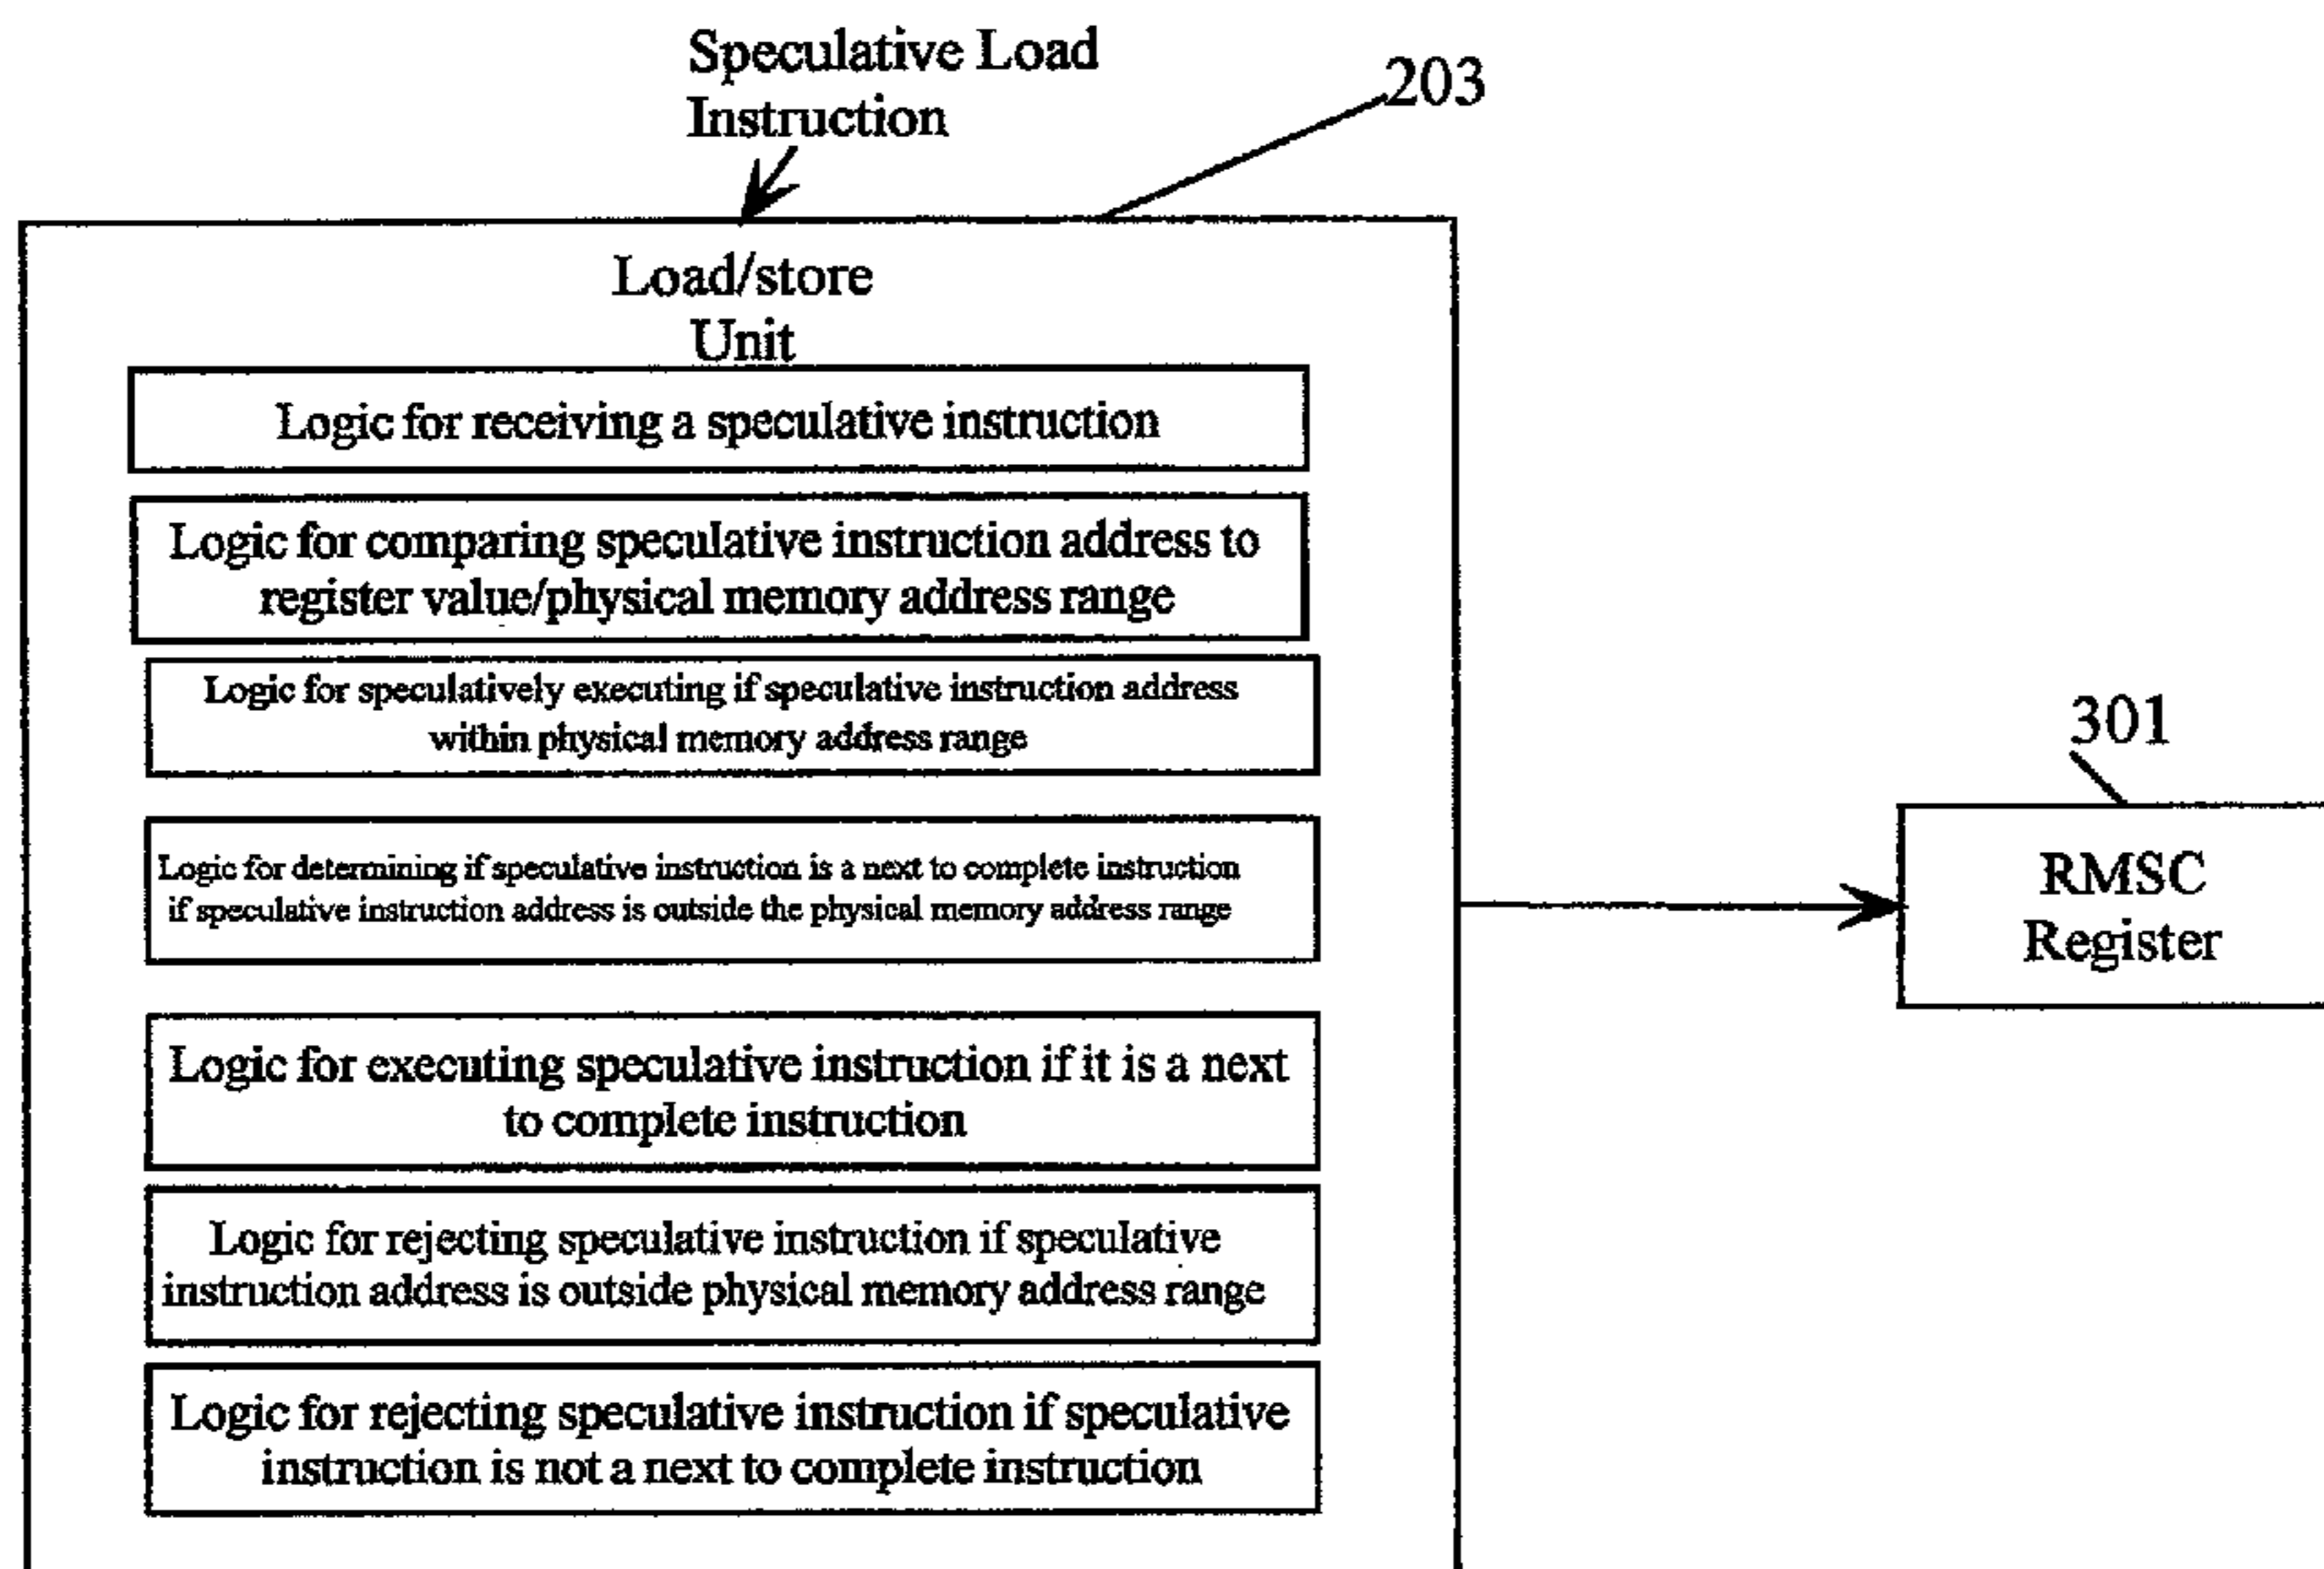 Speculative Load
Instruction
203
Load/store
Unit
Logic for receiving a speculative instruction
Logic for comparing speculative instruction address to
register value/physical memory address range
Logic for speculatively executing if speculative instruction address
within physical memory address range
Logic for determining if speculative instruction is a next to complete instruction
if speculative instruction address is outside the physical memory address range
Logic for executing speculative instruction if it is a next
to complete instruction
Logic for rejecting speculative instruction if speculative
instruction address is outside physical memory address range
Logic for rejecting speculative instruction if speculative
instruction is not a next to complete instruction
301
RMSC
Register